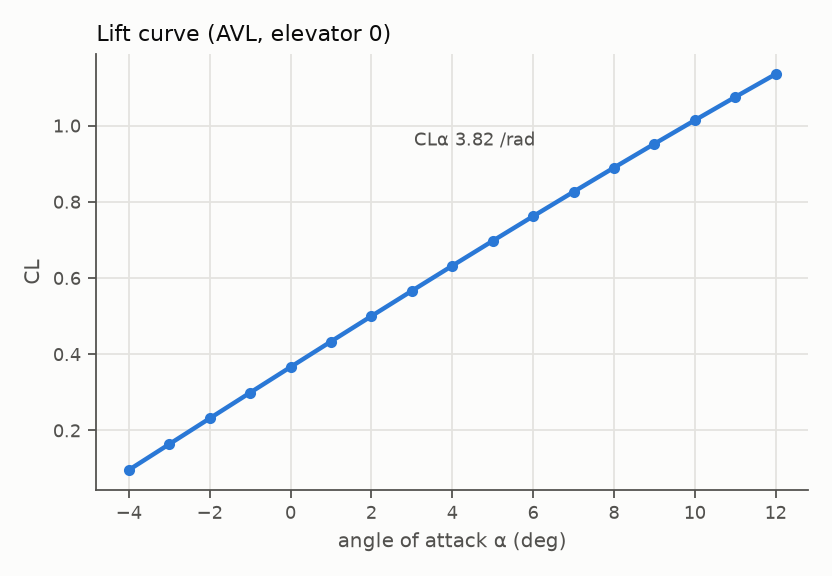 Lift curve (AVL, elevator 0)
CLα 3.82 /rad
CL
1.0
0.8
0.6
0.4
0.2
−4 −2 0 2 4 6 8 10 12
angle of attack α (deg)